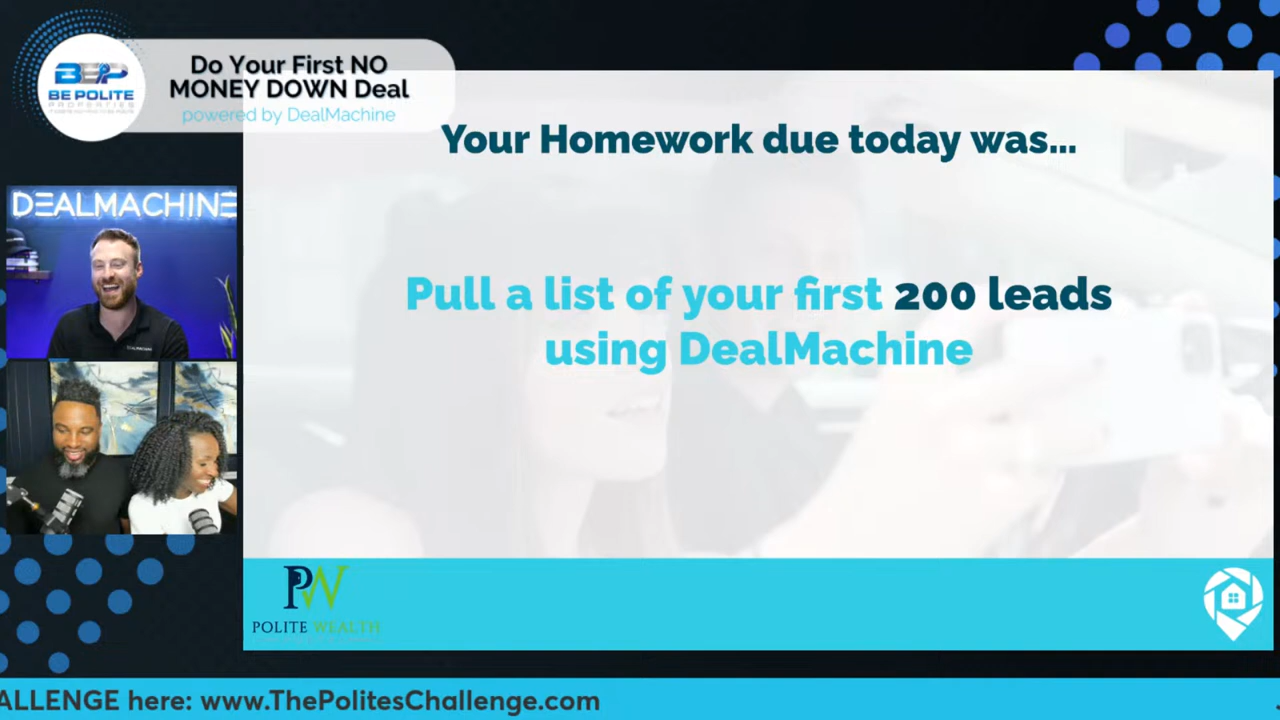 BEP
BE POLITE
PROPERTIES
Do Your First NO
MONEY DOWN Deal
powered by DealMachine
DEALMACHINE
Your Homework due today was...
Pull a list of your first 200 leads
using DealMachine
PW
POLITE WEALTH
ALLENGE here: www.ThePolitesChallenge.com